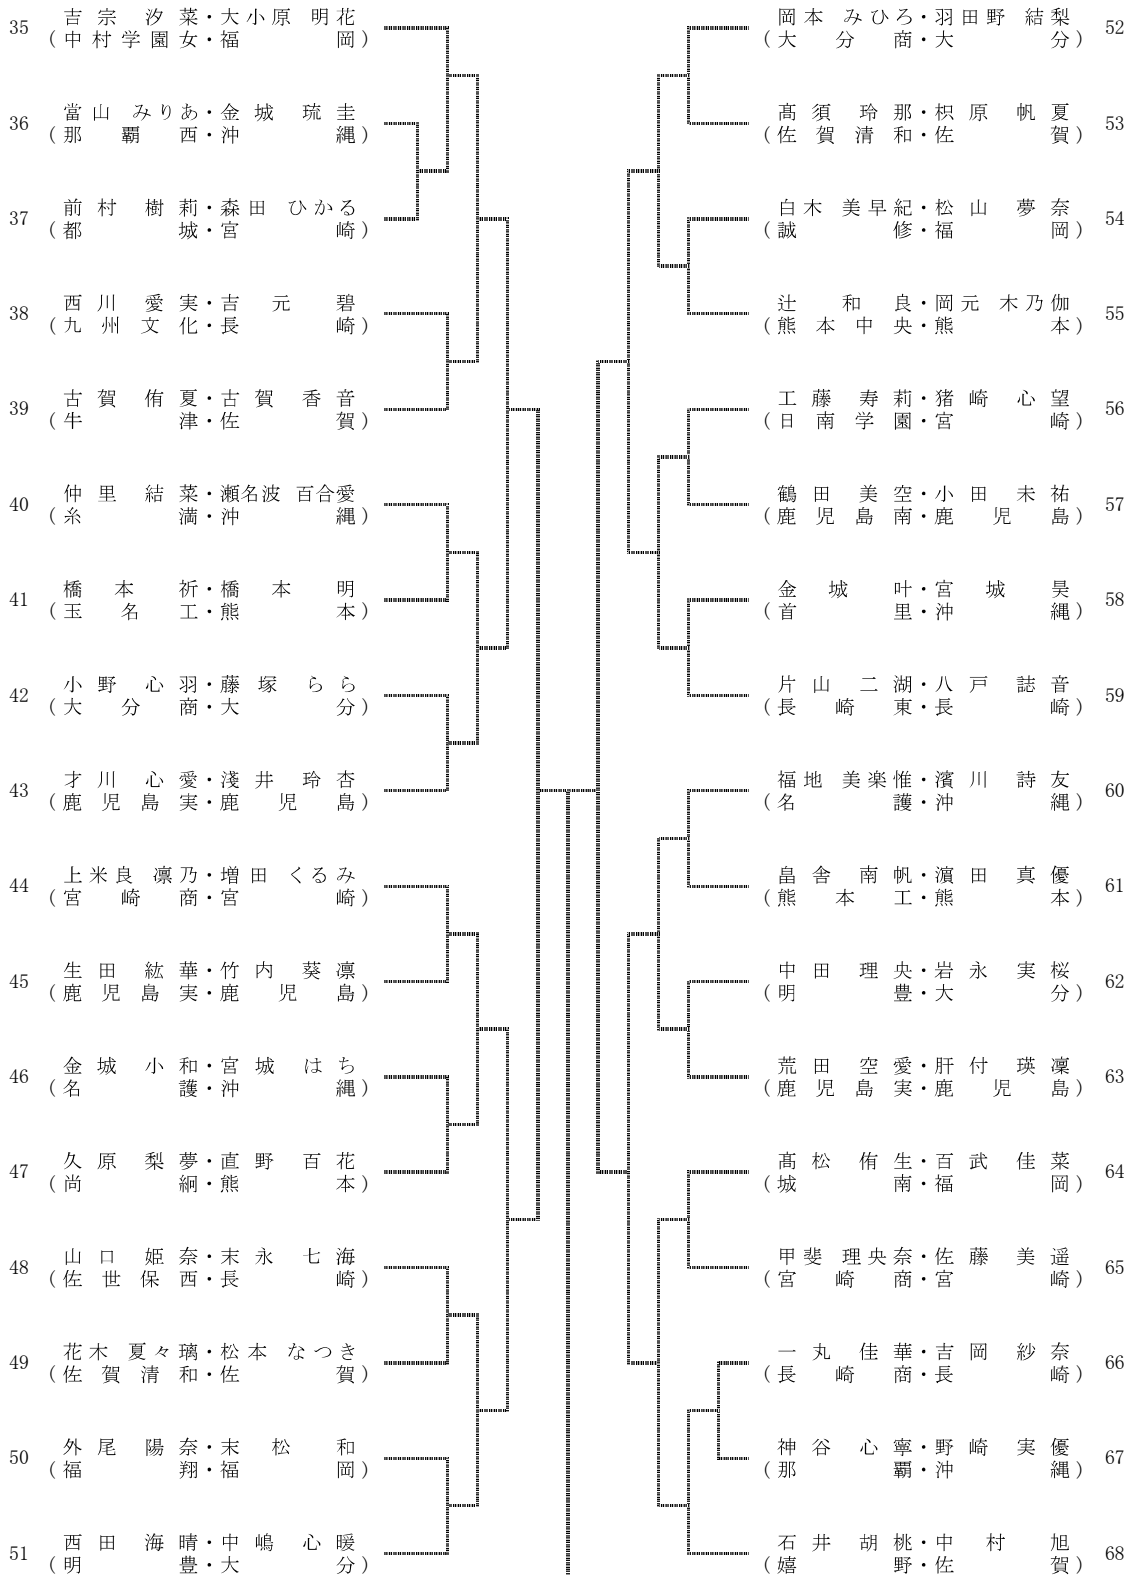 35 吉宗 汐菜・大小原 明花
(中村学園女・福岡)
36 當山 みりあ・金城 琉圭
(那覇西・沖縄)
37 前村 樹莉・森田 ひかる
(都城・宮崎)
38 西川 愛実・吉元 碧
(九州文化・長崎)
39 古賀 侑夏・古賀 香音
(牛津・佐賀)
40 仲里 結菜・瀬名波 百合愛
(糸満・沖縄)
41 橋本 祈・橋本 明
(玉名工・熊本)
42 小野 心羽・藤塚 らら
(大分商・大分)
43 才川 心愛・淺井 玲杏
(鹿児島実・鹿児島)
44 上米良 凛乃・増田 くるみ
(宮崎商・宮崎)
45 生田 紘華・竹内 葵凛
(鹿児島実・鹿児島)
46 金城 小和・宮城 はち
(名護・沖縄)
47 久原 梨夢・直野 百花
(尚絅・熊本)
48 山口 姫奈・末永 七海
(佐世保西・長崎)
49 花木 夏々璃・松本 なつき
(佐賀清和・佐賀)
50 外尾 陽奈・末松 和
(福翔・福岡)
51 西田 海晴・中嶋 心暖
(明豊・大分)
岡本 みひろ・羽田野 結梨 52
(大分商・大分)
髙須 玲那・枳原 帆夏 53
(佐賀清和・佐賀)
白木 美早紀・松山 夢奈 54
(誠修・福岡)
辻 和良・岡元 木乃伽 55
(熊本中央・熊本)
工藤 寿莉・猪崎 心望 56
(日南学園・宮崎)
鶴田 美空・小田 未祐 57
(鹿児島南・鹿児島)
金城 叶・宮城 昊 58
(首里・沖縄)
片山 二湖・八戸 誌音 59
(長崎東・長崎)
福地 美楽惟・濱川 詩友 60
(名護・沖縄)
畠舎 南帆・濵田 真優 61
(熊本工・熊本)
中田 理央・岩永 実桜 62
(明豊・大分)
荒田 空愛・肝付 瑛凜 63
(鹿児島実・鹿児島)
髙松 侑生・百武 佳菜 64
(城南・福岡)
甲斐 理央奈・佐藤 美遥 65
(宮崎商・宮崎)
一丸 佳華・吉岡 紗奈 66
(長崎商・長崎)
神谷 心寧・野崎 実優 67
(那覇・沖縄)
石井 胡桃・中村 旭 68
(嬉野・佐賀)